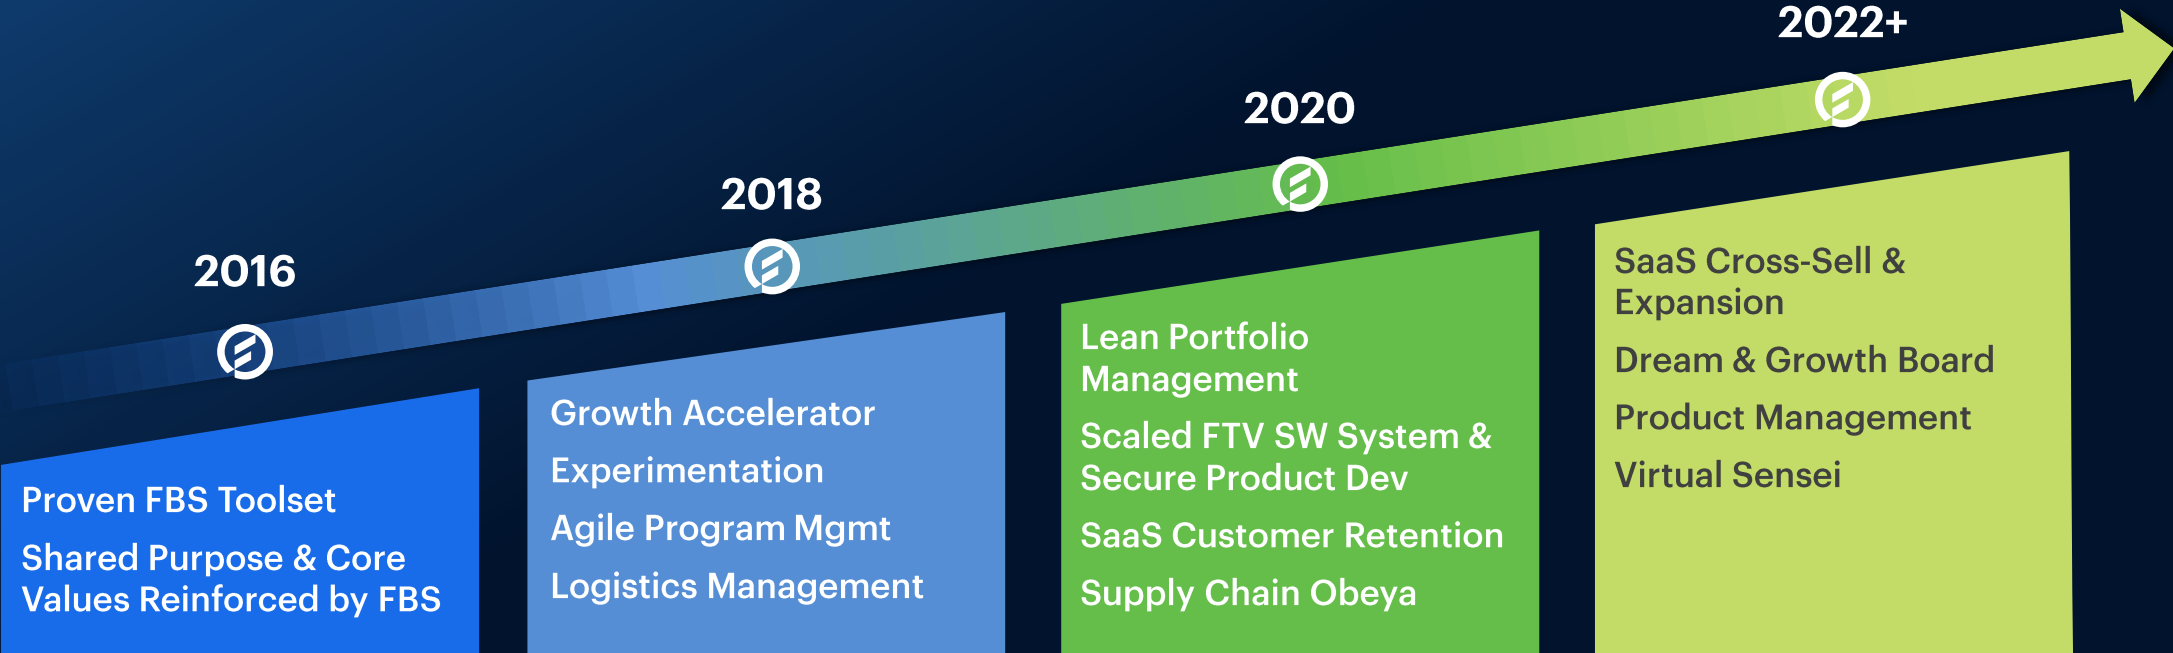 2016
Proven FBS Toolset
Shared Purpose & Core
Values Reinforced by FBS
2018
Growth Accelerator
Experimentation
Agile Program Mgmt
Logistics Management
2020
Lean Portfolio
Management
Scaled FTV SW System &
Secure Product Dev
SaaS Customer Retention
Supply Chain Obeya
2022+
SaaS Cross-Sell &
Expansion
Dream & Growth Board
Product Management
Virtual Sensei